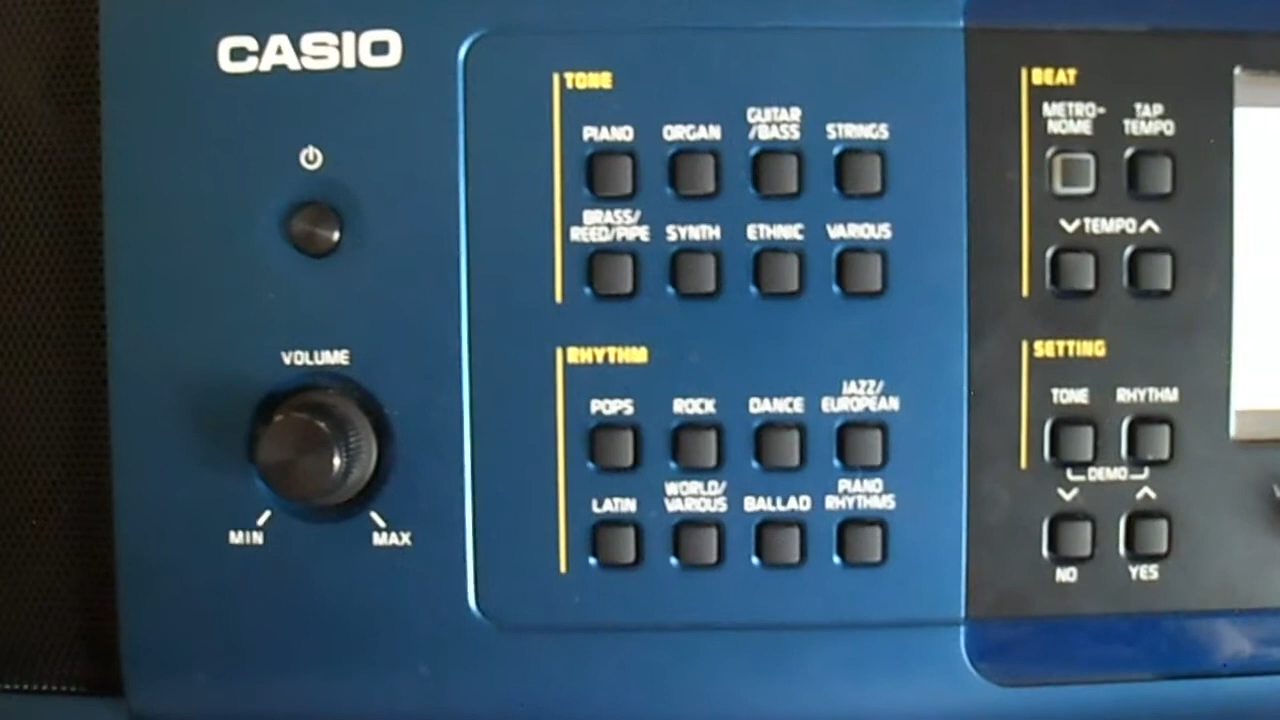 CASIO
VOLUME
MIN
MAX
TONE
PIANO
ORGAN
GUITAR
/BASS
STRINGS
BRASS/
REED/PIPE
SYNTH
ETHNIC
VARIOUS
RHYTHM
POPS
ROCK
DANCE
JAZZ/
EUROPEAN
LATIN
WORLD/
VARIOUS
BALLAD
PIANO
RHYTHMS
BEAT
METRO-
NOME
TAP
TEMPO
TEMPO
SETTING
TONE
RHYTHM
DEMO
NO
YES